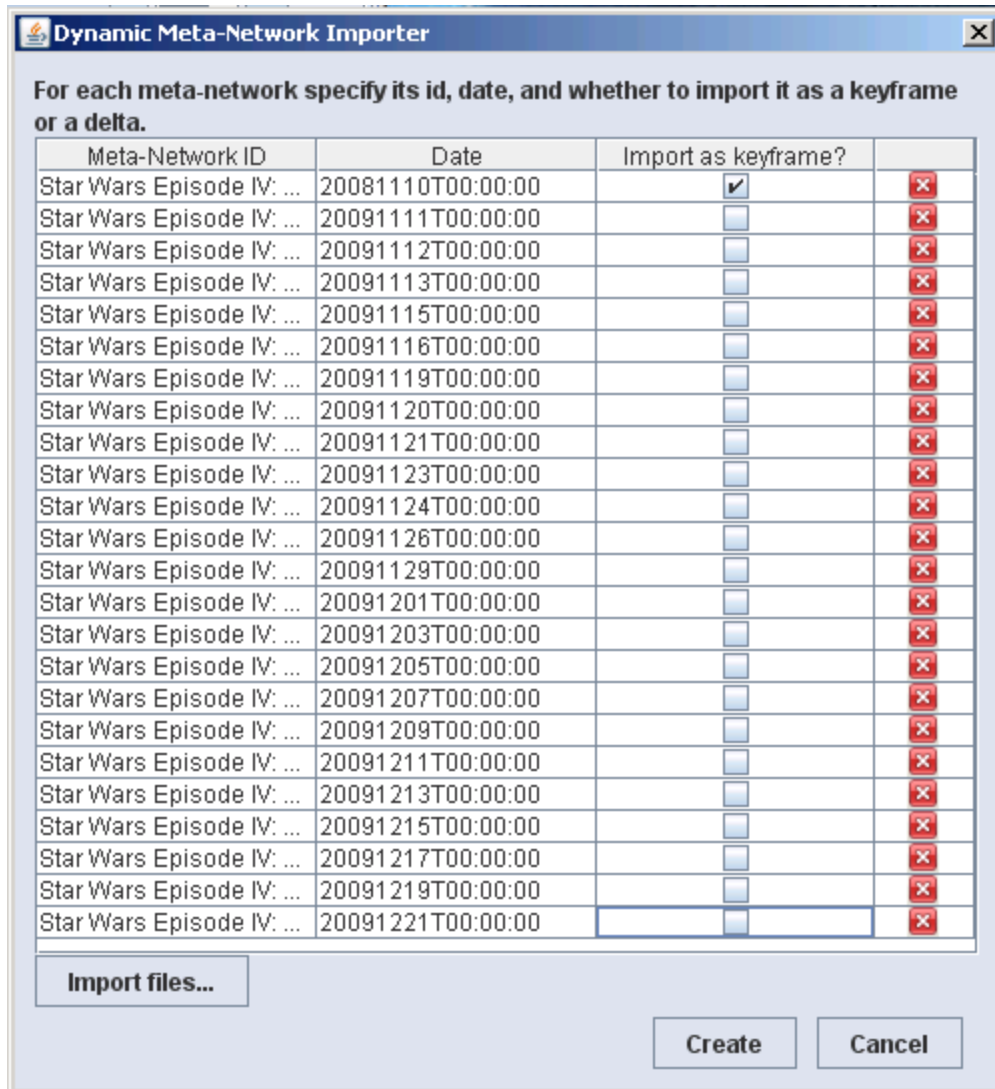 Dynamic Meta-Network Importer
For each meta-network specify its id, date, and whether to import it as a keyframe
or a delta.
Meta-Network ID Date Import as keyframe?
Star Wars Episode IV: ... 20081110T00:00:00
Star Wars Episode IV: ... 20091111T00:00:00
Star Wars Episode IV: ... 20091112T00:00:00
Star Wars Episode IV: ... 20091113T00:00:00
Star Wars Episode IV: ... 20091115T00:00:00
Star Wars Episode IV: ... 20091116T00:00:00
Star Wars Episode IV: ... 20091119T00:00:00
Star Wars Episode IV: ... 20091120T00:00:00
Star Wars Episode IV: ... 20091121T00:00:00
Star Wars Episode IV: ... 20091123T00:00:00
Star Wars Episode IV: ... 20091124T00:00:00
Star Wars Episode IV: ... 20091126T00:00:00
Star Wars Episode IV: ... 20091129T00:00:00
Star Wars Episode IV: ... 20091201T00:00:00
Star Wars Episode IV: ... 20091203T00:00:00
Star Wars Episode IV: ... 20091205T00:00:00
Star Wars Episode IV: ... 20091207T00:00:00
Star Wars Episode IV: ... 20091209T00:00:00
Star Wars Episode IV: ... 20091211T00:00:00
Star Wars Episode IV: ... 20091213T00:00:00
Star Wars Episode IV: ... 20091215T00:00:00
Star Wars Episode IV: ... 20091217T00:00:00
Star Wars Episode IV: ... 20091219T00:00:00
Star Wars Episode IV: ... 20091221T00:00:00
Import files...
Create Cancel